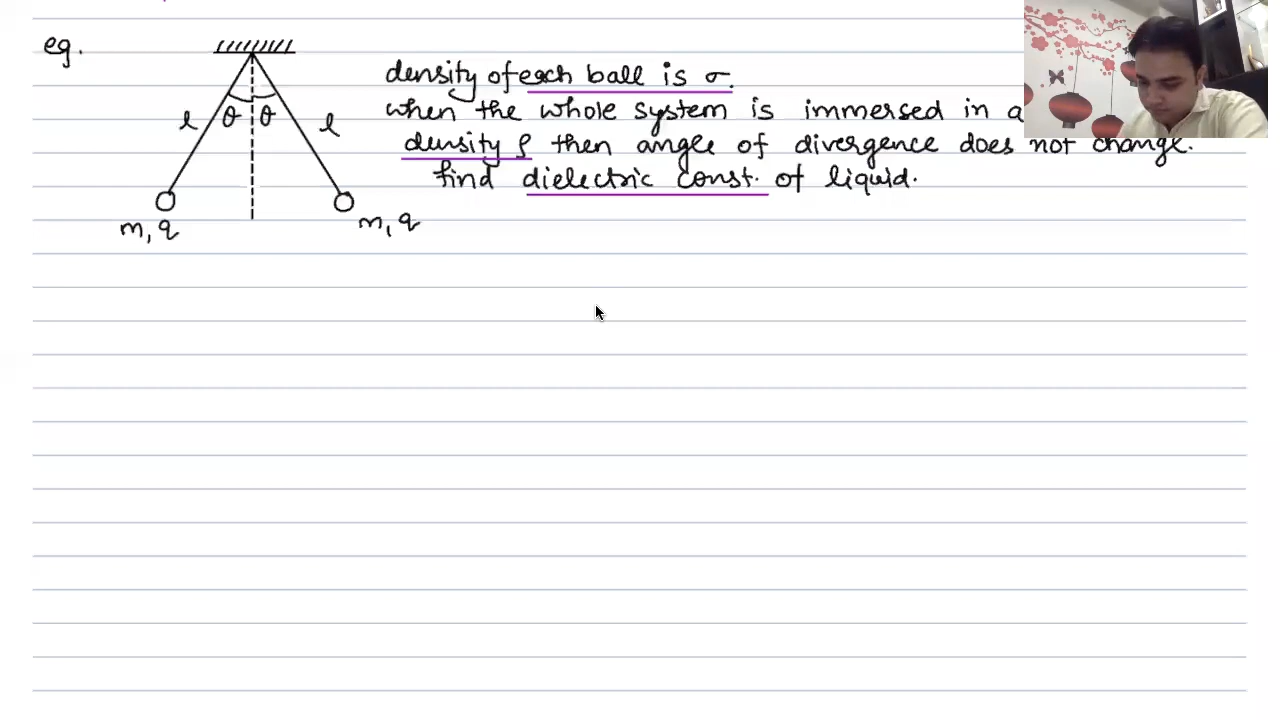 eg.
density of each ball is σ.
when the whole system is immersed in a
density ρ then angle of divergence does not change.
find dielectric const. of liquid.
l θ θ l
m, q m, q